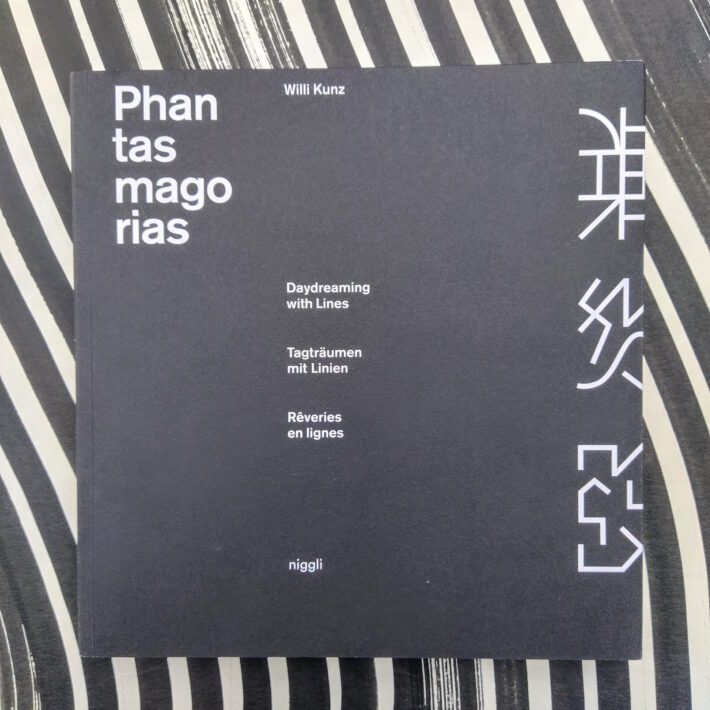 Phan
tas
mago
rias
Willi Kunz
Daydreaming
with Lines
Tagträumen
mit Linien
Rêveries
en lignes
niggli